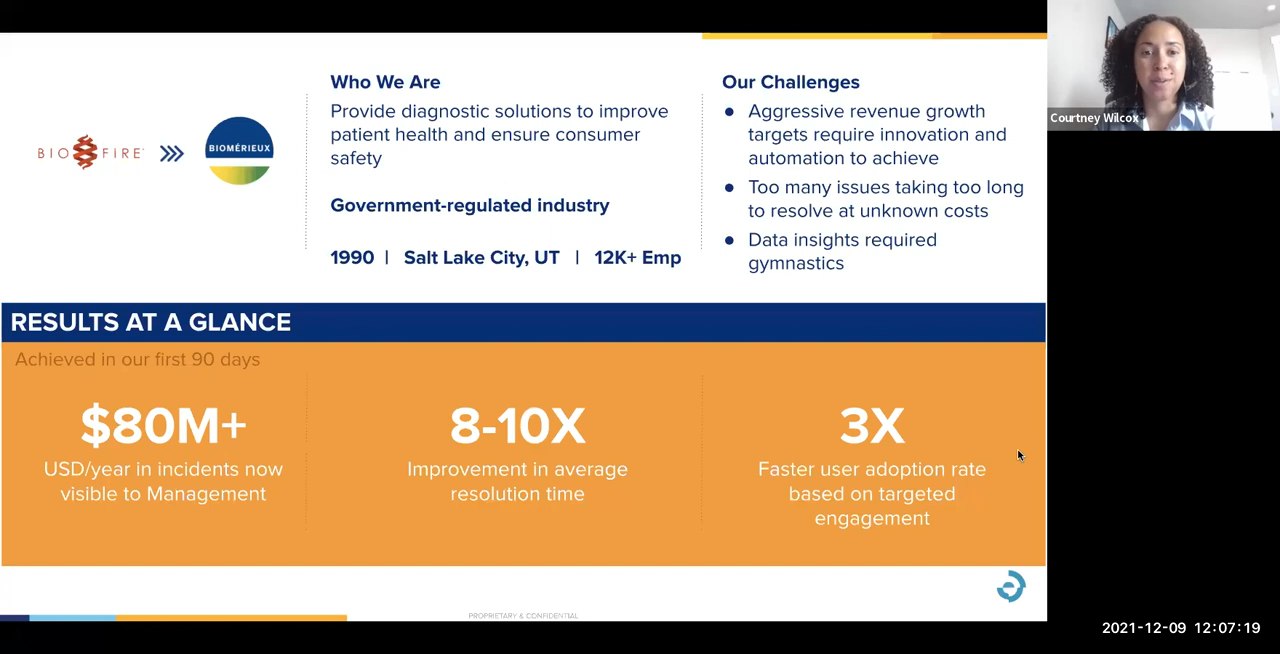 BIOFIRE
BIOMÉRIEUX
Who We Are
Provide diagnostic solutions to improve
patient health and ensure consumer
safety
Government-regulated industry
1990 | Salt Lake City, UT | 12K+ Emp
Our Challenges
● Aggressive revenue growth
targets require innovation and
automation to achieve
● Too many issues taking too long
to resolve at unknown costs
● Data insights required
gymnastics
Courtney Wilcox
RESULTS AT A GLANCE
Achieved in our first 90 days
$80M+
USD/year in incidents now
visible to Management
8-10X
Improvement in average
resolution time
3X
Faster user adoption rate
based on targeted
engagement
PROPRIETARY & CONFIDENTIAL
2021-12-09 12:07:19